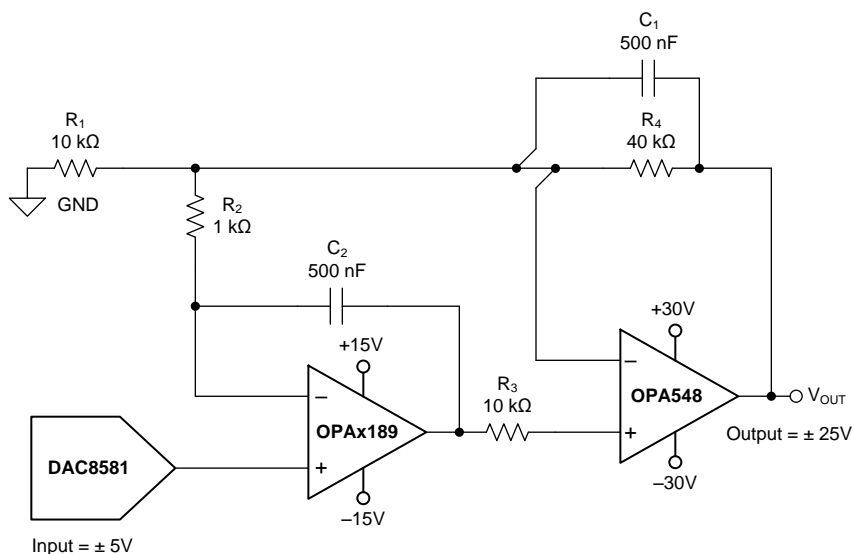 C1
500 nF
R1
10 kΩ
R4
40 kΩ
GND
R2
1 kΩ
C2
500 nF
+15V
+30V
−
OPAx189
+
−15V
R3
10 kΩ
−
OPA548
+
−30V
VOUT
Output = ± 25V
DAC8581
Input = ± 5V